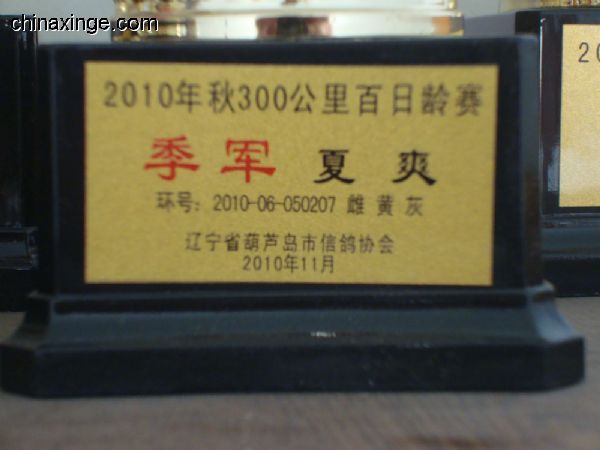 chinaxinge.com
2010年秋300公里百日龄赛
季军 夏爽
环号: 2010-06-050207 雌黄灰
辽宁省葫芦岛市信鸽协会
2010年11月
20